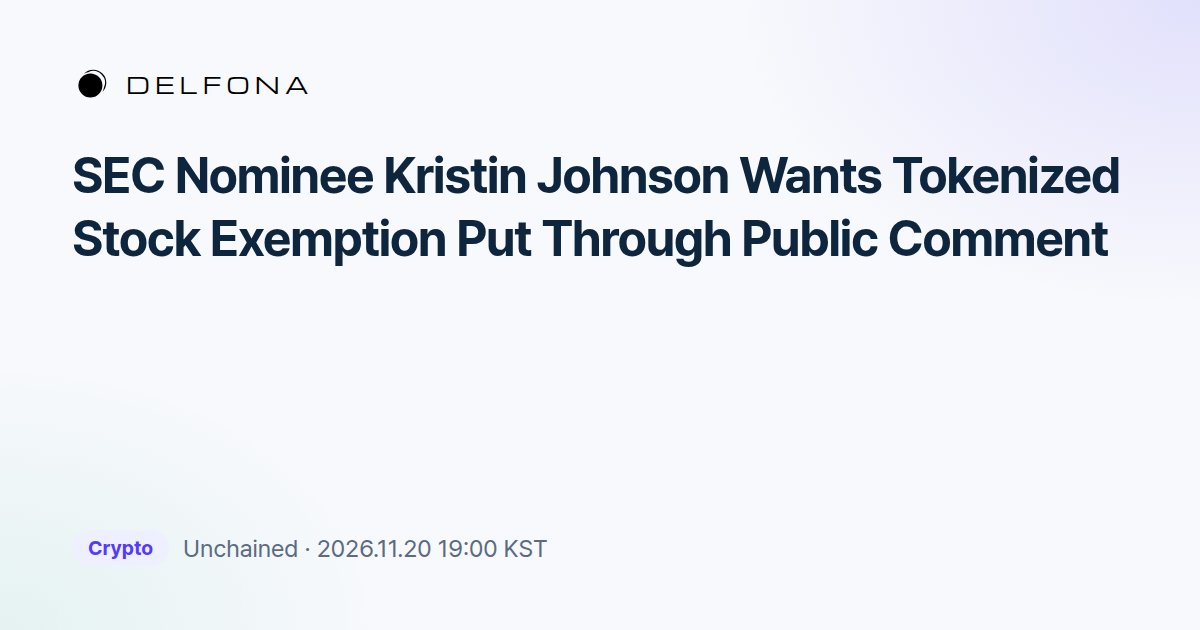 DELFONA
SEC Nominee Kristin Johnson Wants Tokenized
Stock Exemption Put Through Public Comment
Crypto Unchained · 2026.11.20 19:00 KST